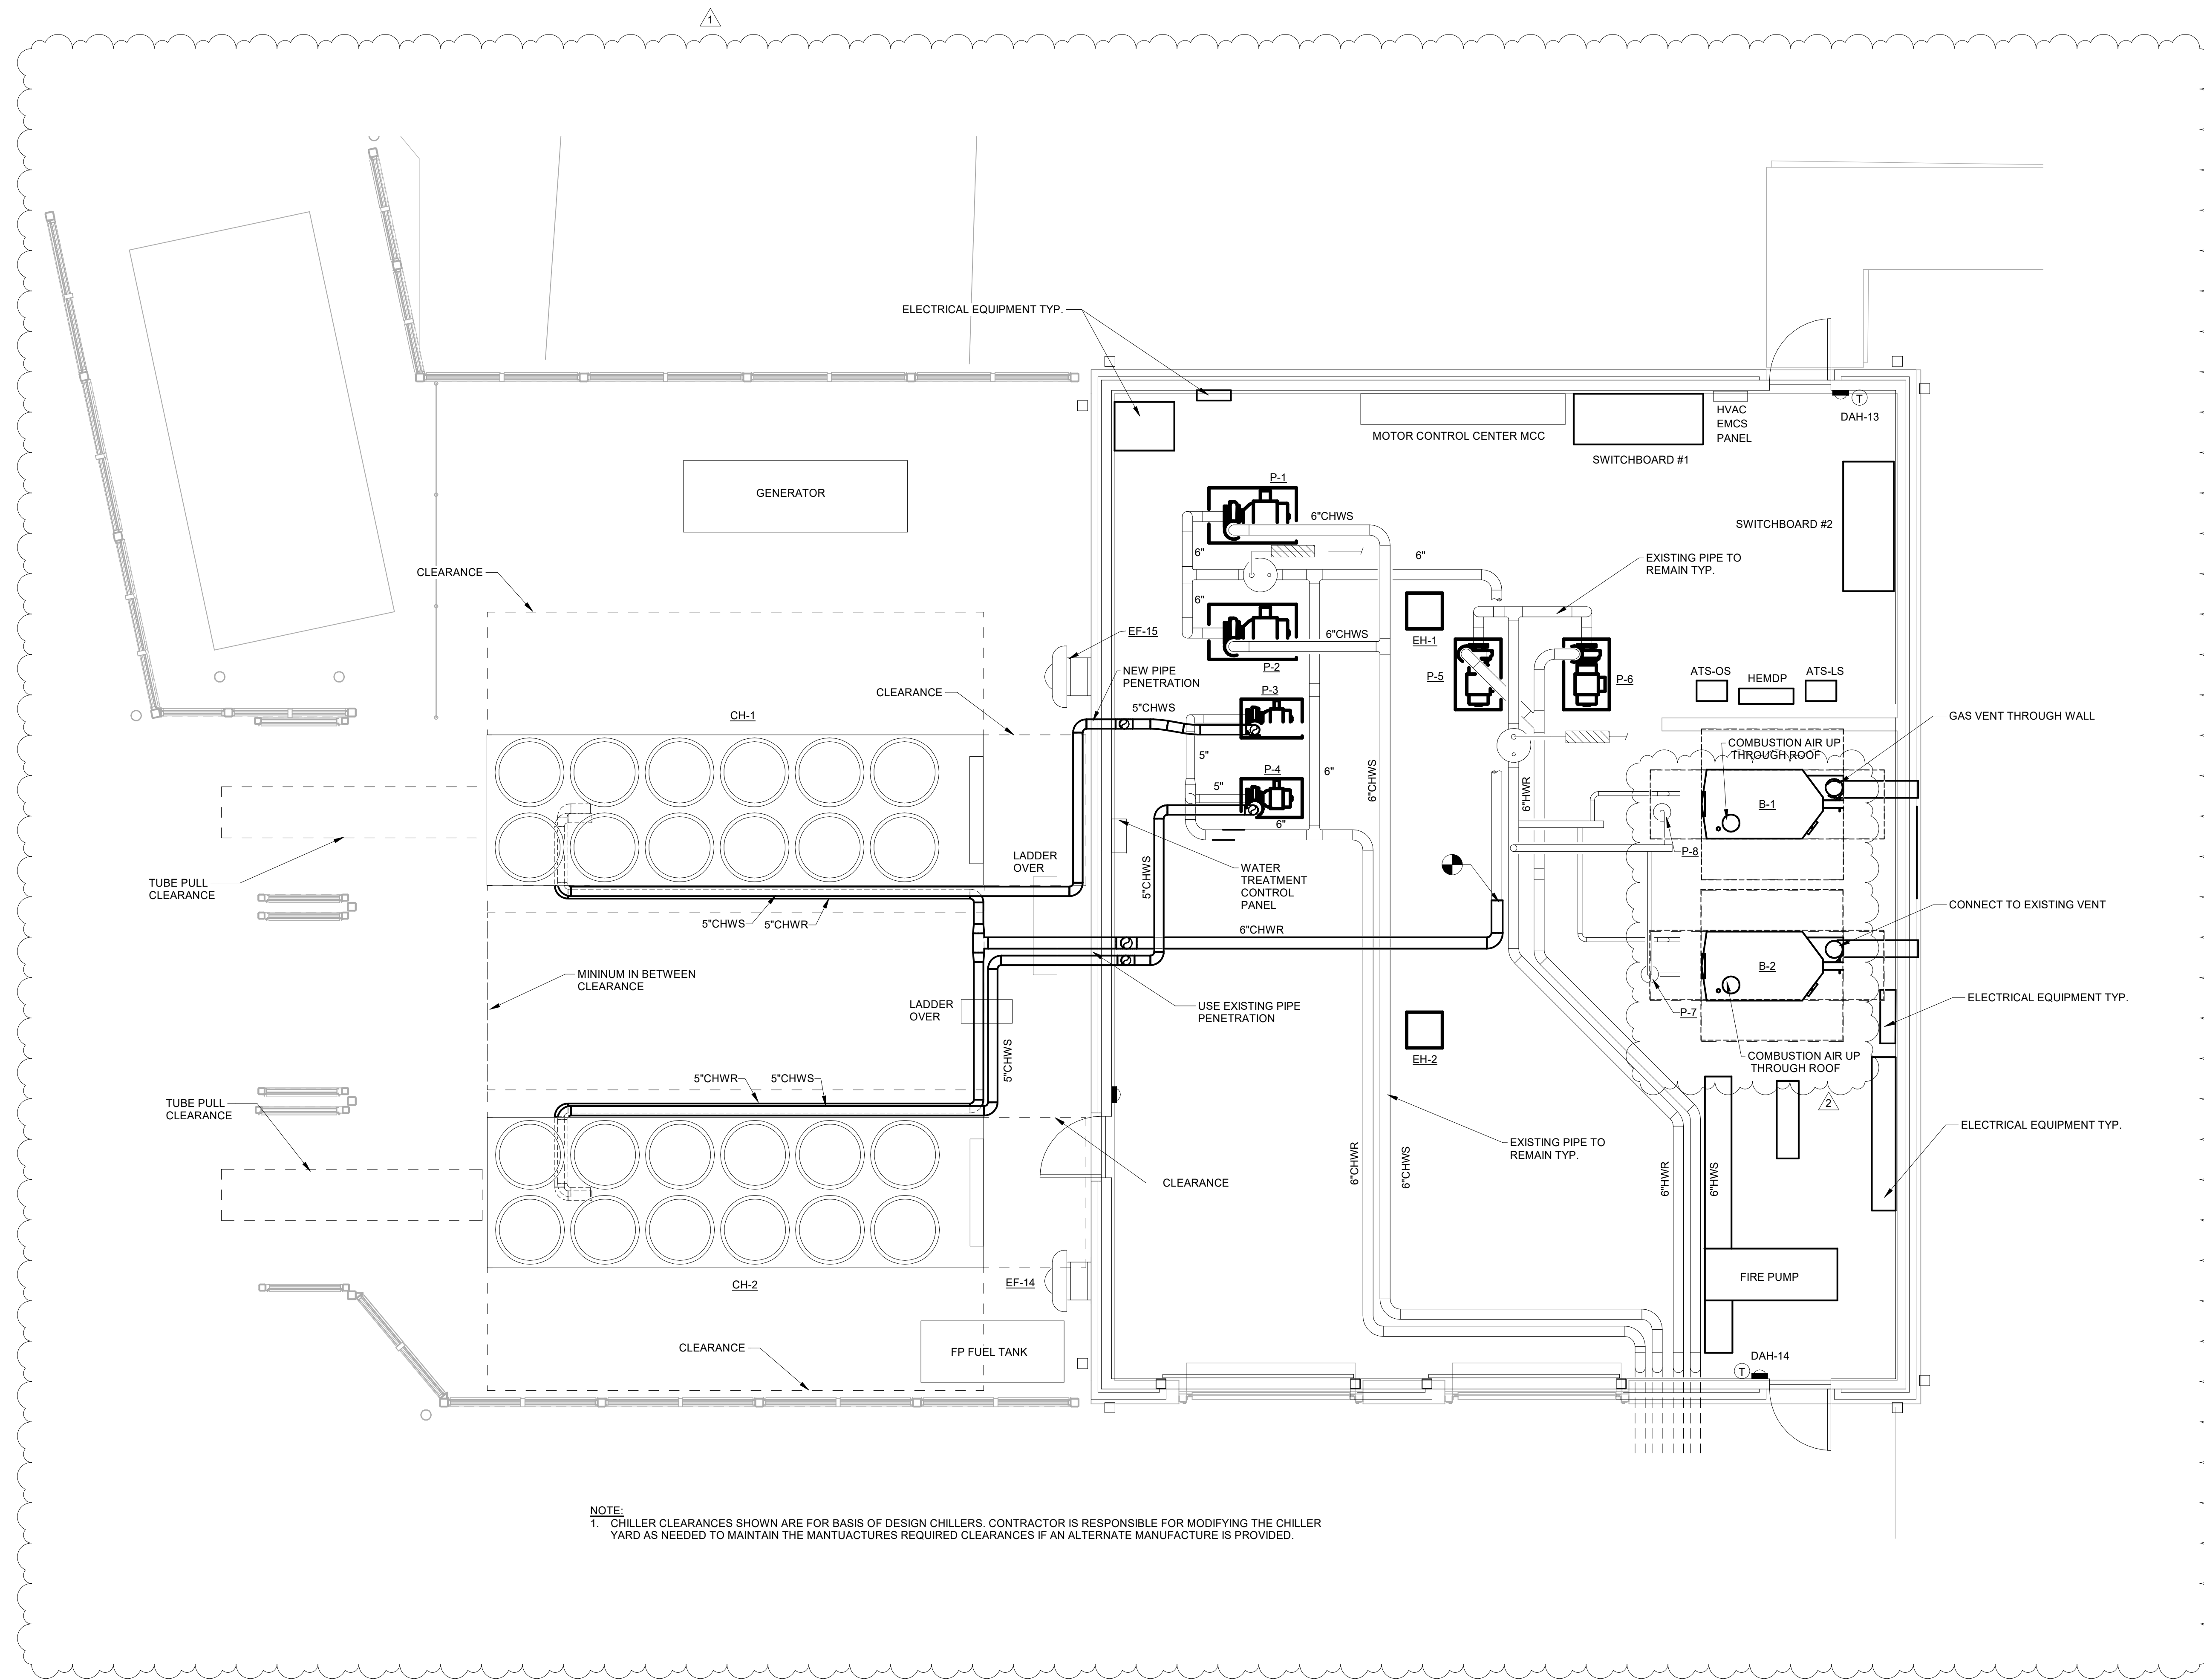 1
ELECTRICAL EQUIPMENT TYP.
HVAC
EMCS
PANEL
T
DAH-13
MOTOR CONTROL CENTER MCC
SWITCHBOARD #1
P-1
GENERATOR
6"CHWS
SWITCHBOARD #2
6"
6"
EXISTING PIPE TO
REMAIN TYP.
CLEARANCE
6"
EF-15
6"CHWS
EH-1
P-2
NEW PIPE
PENETRATION
P-5
P-6
ATS-OS
HEMDP
ATS-LS
CLEARANCE
P-3
5"CHWS
CH-1
GAS VENT THROUGH WALL
COMBUSTION AIR UP
THROUGH ROOF
5"
P-4
6"
6"CHWS
5"
6"HWR
B-1
6"
P-8
LADDER
OVER
5"CHWS
WATER
TREATMENT
CONTROL
PANEL
TUBE PULL
CLEARANCE
CONNECT TO EXISTING VENT
5"CHWS
5"CHWR
6"CHWR
MININUM IN BETWEEN
CLEARANCE
B-2
LADDER
OVER
USE EXISTING PIPE
PENETRATION
ELECTRICAL EQUIPMENT TYP.
P-7
5"CHWS
EH-2
COMBUSTION AIR UP
THROUGH ROOF
5"CHWR
5"CHWS
TUBE PULL
CLEARANCE
2
ELECTRICAL EQUIPMENT TYP.
EXISTING PIPE TO
REMAIN TYP.
6"CHWR
6"CHWS
CLEARANCE
6"HWR
6"HWS
CH-2
EF-14
FIRE PUMP
CLEARANCE
FP FUEL TANK
DAH-14
T
NOTE:
1. CHILLER CLEARANCES SHOWN ARE FOR BASIS OF DESIGN CHILLERS. CONTRACTOR IS RESPONSIBLE FOR MODIFYING THE CHILLER
YARD AS NEEDED TO MAINTAIN THE MANTUACTURES REQUIRED CLEARANCES IF AN ALTERNATE MANUFACTURE IS PROVIDED.